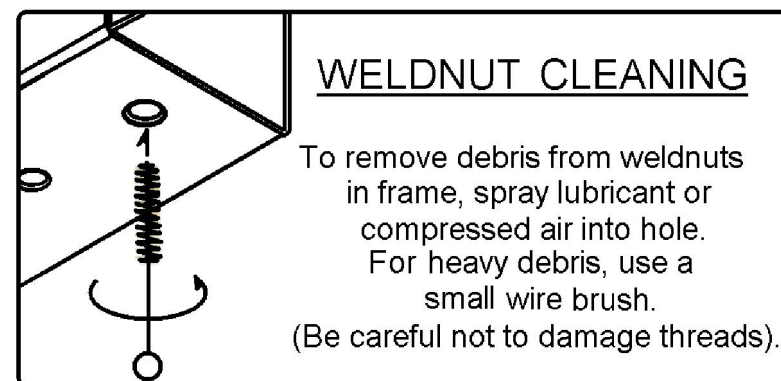 WELDNUT CLEANING
To remove debris from weldnuts
in frame, spray lubricant or
compressed air into hole.
For heavy debris, use a
small wire brush.
(Be careful not to damage threads).